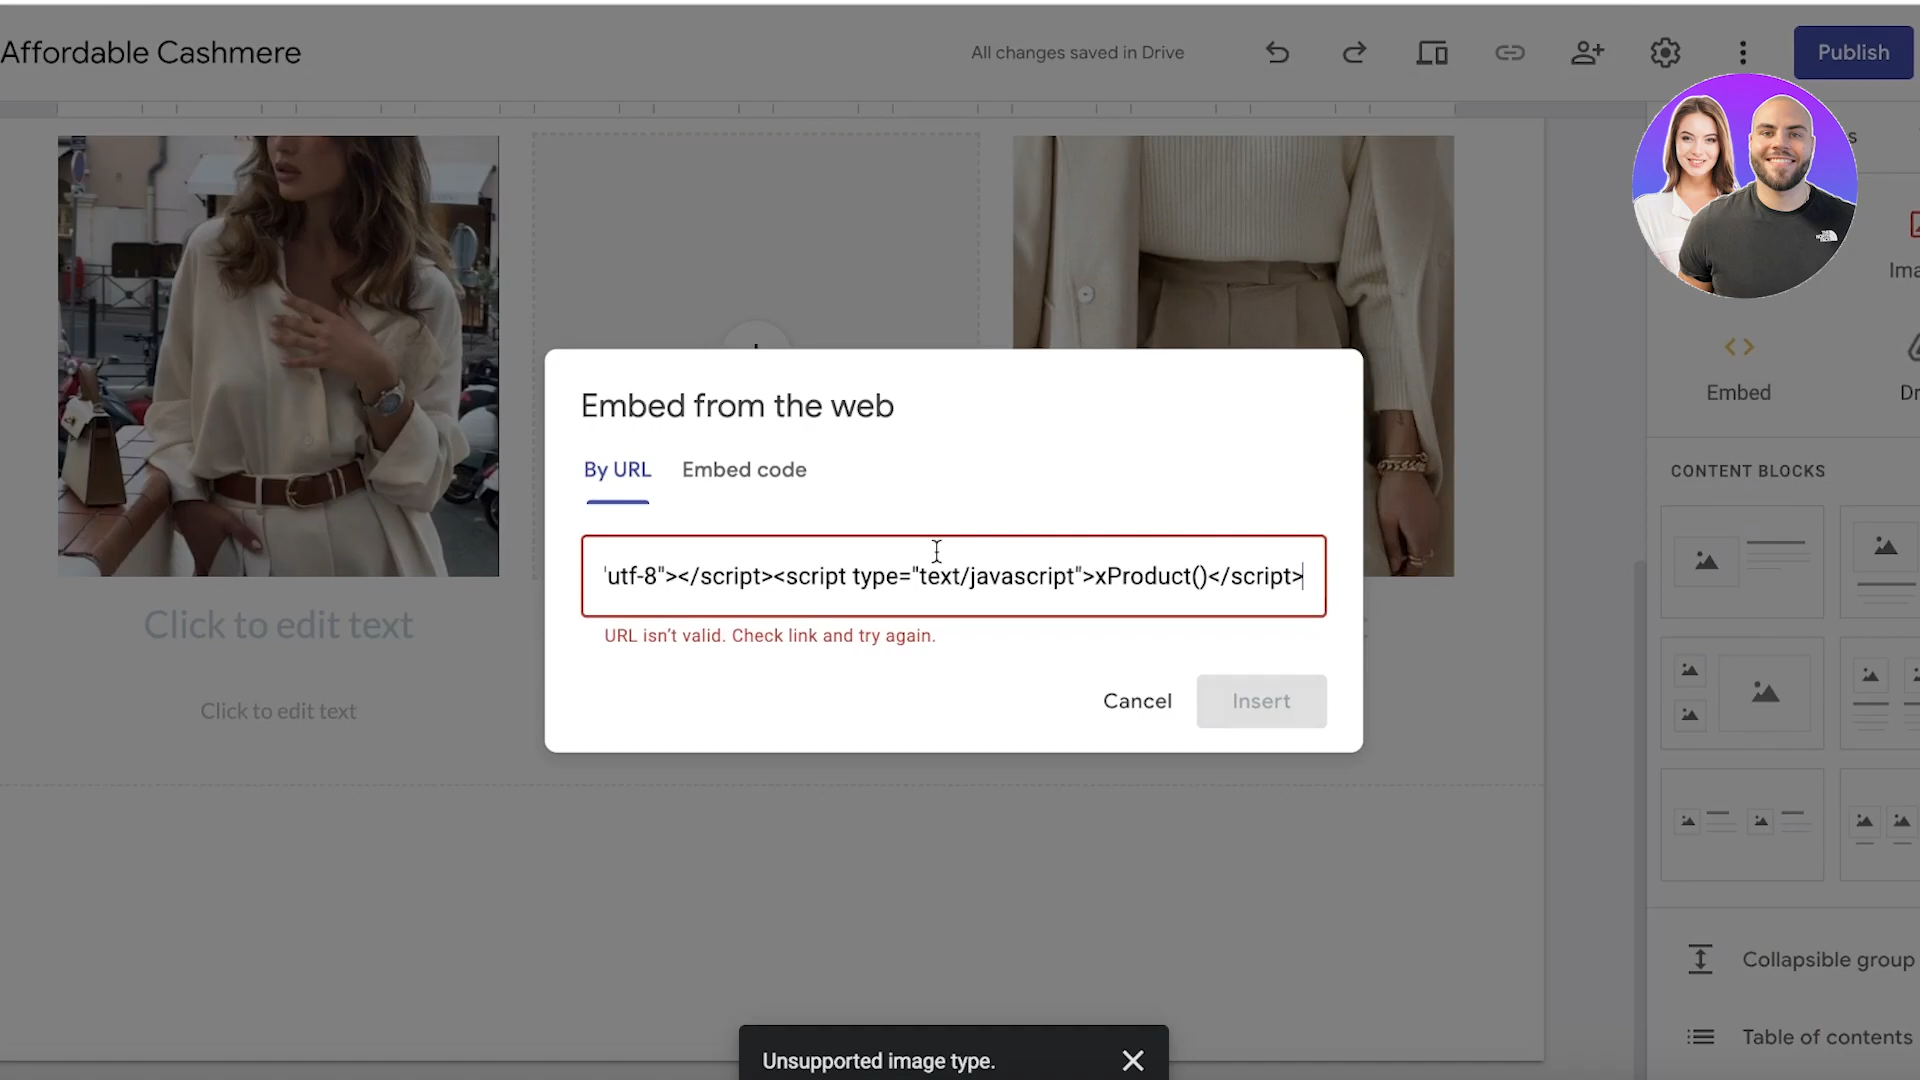 Affordable Cashmere
All changes saved in Drive
Publish
s
Ima
Embed
Dr
Embed from the web
By URL
Embed code
'utf-8"></script><script type="text/javascript">xProduct()</script>
URL isn't valid. Check link and try again.
Cancel
Insert
CONTENT BLOCKS
Click to edit text
Click to edit text
Collapsible group
Table of contents
Unsupported image type.